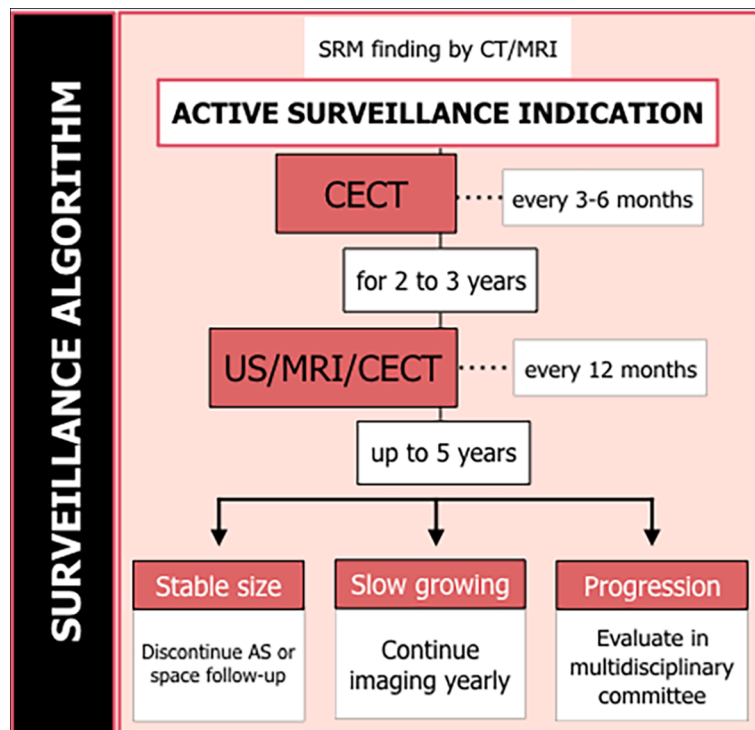 SURVEILLANCE ALGORITHM
SRM finding by CT/MRI
ACTIVE SURVEILLANCE INDICATION
CECT
every 3-6 months
for 2 to 3 years
US/MRI/CECT
every 12 months
up to 5 years
Stable size
Discontinue AS or
space follow-up
Slow growing
Continue
imaging yearly
Progression
Evaluate in
multidisciplinary
committee